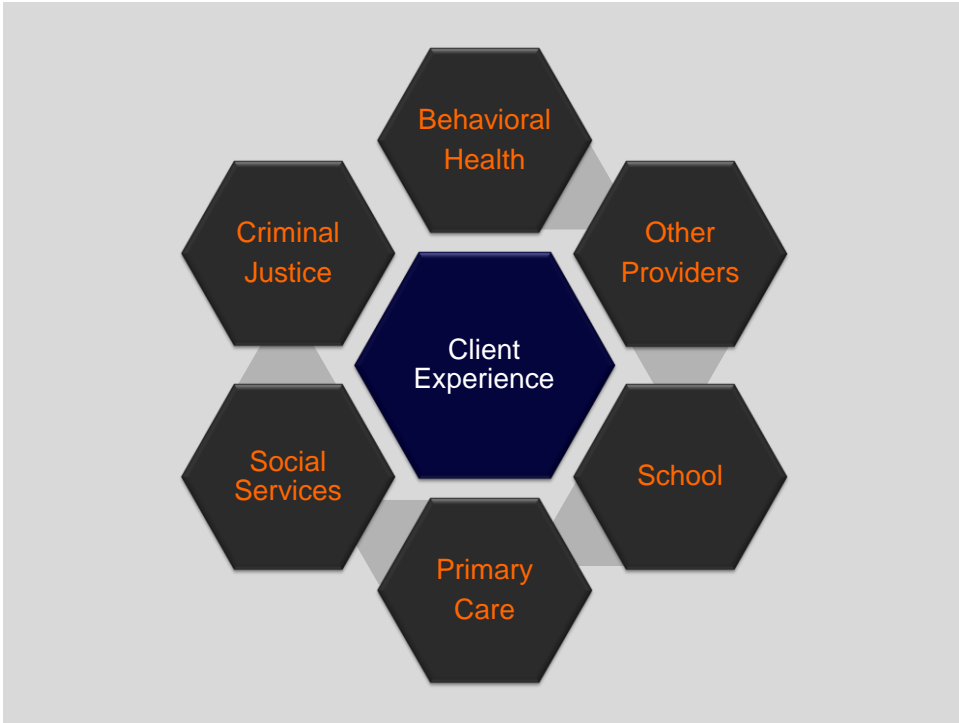 Behavioral
Health
Criminal
Justice
Other
Providers
Client
Experience
Social
Services
School
Primary
Care